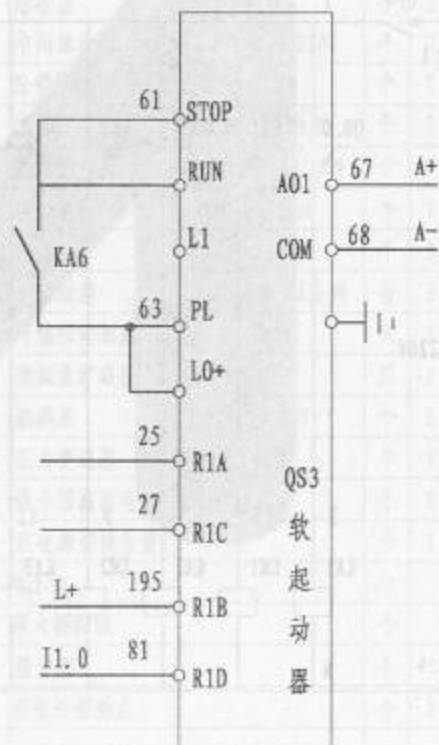 61 STOP
RUN
AO1 67 A+
L1
COM 68 A-
KA6
63 PL
LO+
25 R1A
QS3
27 R1C
软
起
L+ 195 R1B
动
I1.0 81 R1D
器